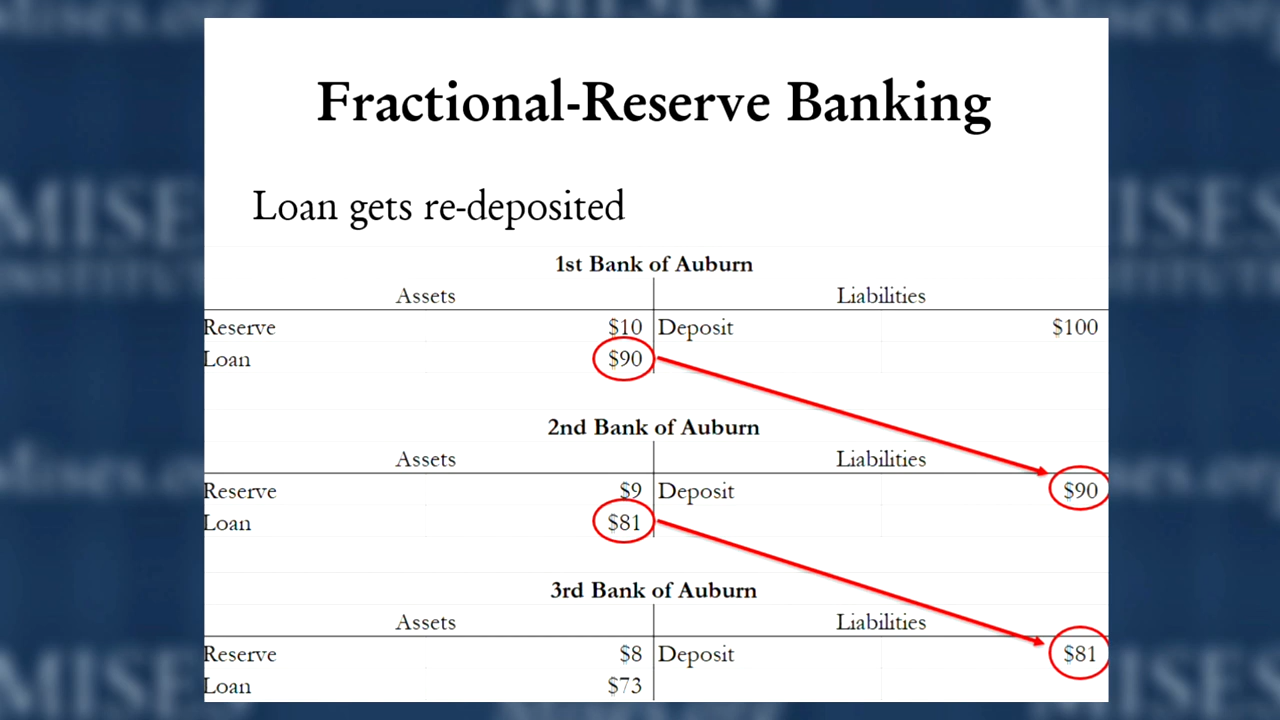 Fractional-Reserve Banking
Loan gets re-deposited
1st Bank of Auburn
Assets Liabilities
Reserve $10 Deposit $100
Loan $90
2nd Bank of Auburn
Assets Liabilities
Reserve $9 Deposit $90
Loan $81
3rd Bank of Auburn
Assets Liabilities
Reserve $8 Deposit $81
Loan $73